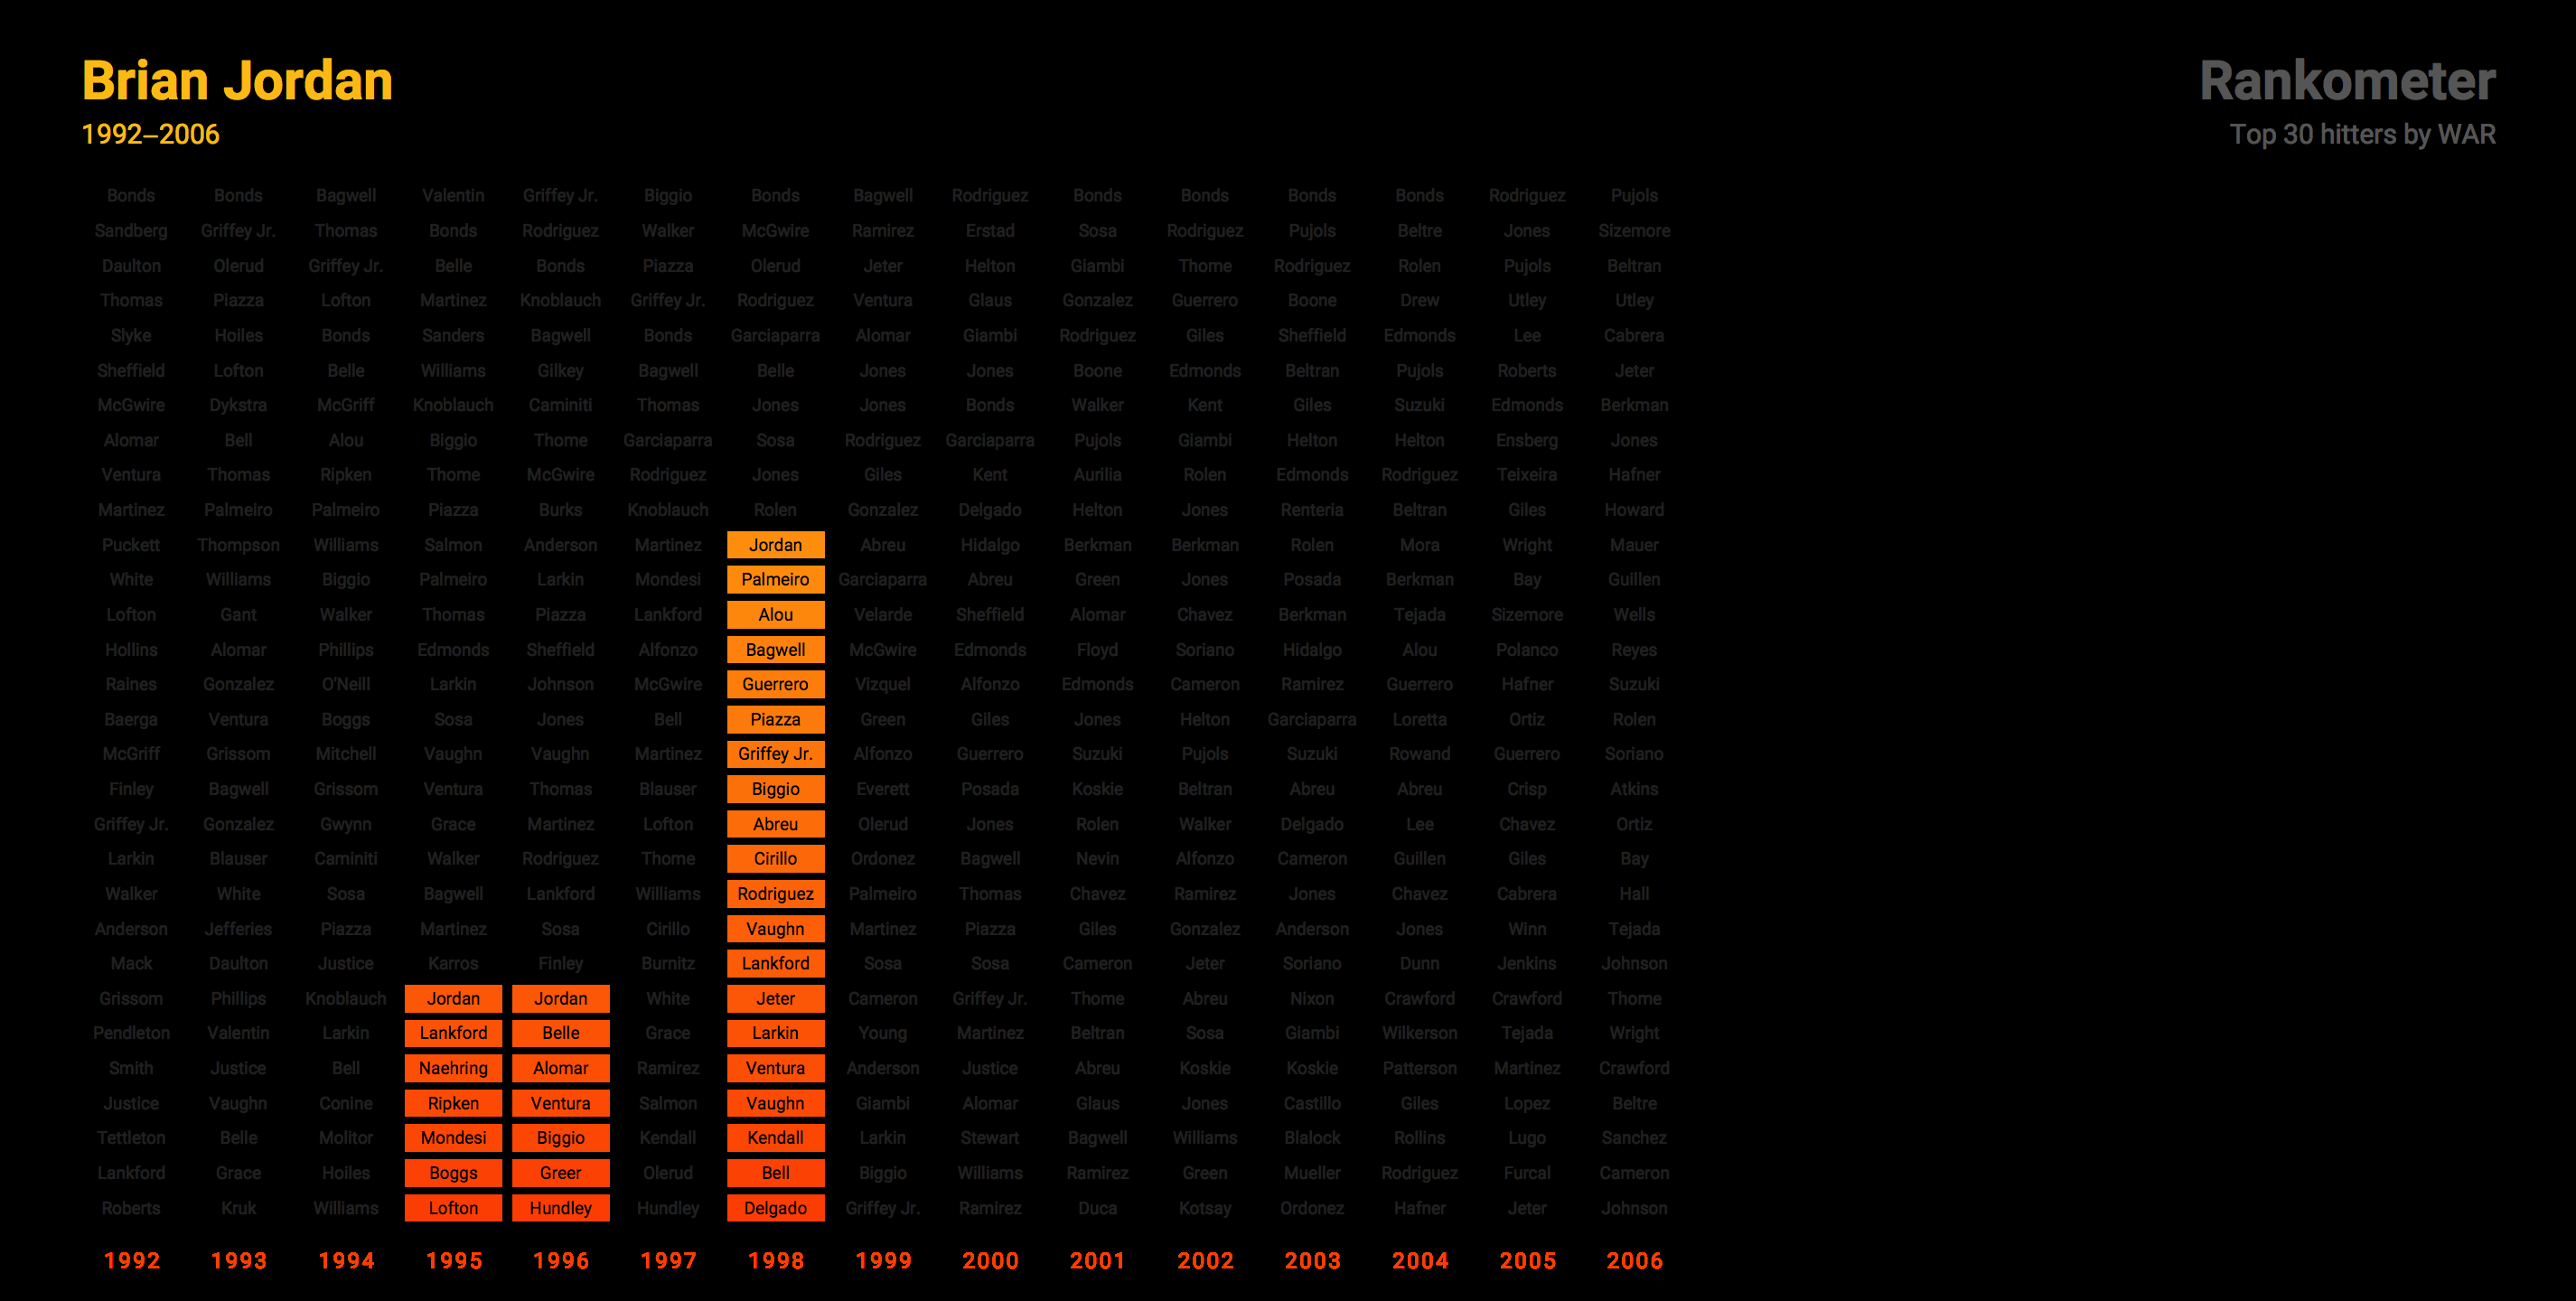 Brian Jordan
1992–2006
Rankometer
Top 30 hitters by WAR
Bonds Bonds Bagwell Valentin Griffey Jr. Biggio Bonds Bagwell Rodriguez Bonds Bonds Bonds Bonds Rodriguez Pujols
Sandberg Griffey Jr. Thomas Bonds Rodriguez Walker McGwire Ramirez Erstad Sosa Rodriguez Pujols Beltre Jones Sizemore
Daulton Olerud Griffey Jr. Belle Bonds Piazza Olerud Jeter Helton Giambi Thome Rodriguez Rolen Pujols Beltran
Thomas Piazza Lofton Martinez Knoblauch Griffey Jr. Rodriguez Ventura Glaus Gonzalez Guerrero Boone Drew Utley Utley
Slyke Hoiles Bonds Sanders Bagwell Bonds Garciaparra Alomar Giambi Rodriguez Giles Sheffield Edmonds Lee Cabrera
Sheffield Lofton Belle Williams Gilkey Bagwell Belle Jones Jones Boone Edmonds Beltran Pujols Roberts Jeter
McGwire Dykstra McGriff Knoblauch Caminiti Thomas Jones Jones Bonds Walker Kent Giles Suzuki Edmonds Berkman
Alomar Bell Alou Biggio Thome Garciaparra Sosa Rodriguez Garciaparra Pujols Giambi Helton Helton Ensberg Jones
Ventura Thomas Ripken Thome McGwire Rodriguez Jones Giles Kent Aurilia Rolen Edmonds Rodriguez Teixeira Hafner
Martinez Palmeiro Palmeiro Piazza Burks Knoblauch Rolen Gonzalez Delgado Helton Jones Renteria Beltran Giles Howard
Puckett Thompson Williams Salmon Anderson Martinez Jordan Abreu Hidalgo Berkman Berkman Rolen Mora Wright Mauer
White Williams Biggio Palmeiro Larkin Mondesi Palmeiro Garciaparra Abreu Green Jones Posada Berkman Bay Guillen
Lofton Gant Walker Thomas Piazza Lankford Alou Velarde Sheffield Alomar Chavez Berkman Tejada Sizemore Wells
Hollins Alomar Phillips Edmonds Sheffield Alfonzo Bagwell McGwire Edmonds Floyd Soriano Hidalgo Alou Polanco Reyes
Raines Gonzalez O'Neill Larkin Johnson McGwire Guerrero Vizquel Alfonzo Edmonds Cameron Ramirez Guerrero Hafner Suzuki
Baerga Ventura Boggs Sosa Jones Bell Piazza Green Giles Jones Helton Garciaparra Loretta Ortiz Rolen
McGriff Grissom Mitchell Vaughn Vaughn Martinez Griffey Jr. Alfonzo Guerrero Suzuki Pujols Suzuki Rowand Guerrero Soriano
Finley Bagwell Grissom Ventura Thomas Blauser Biggio Everett Posada Koskie Beltran Abreu Abreu Crisp Atkins
Griffey Jr. Gonzalez Gwynn Grace Martinez Lofton Abreu Olerud Jones Rolen Walker Delgado Lee Chavez Ortiz
Larkin Blauser Caminiti Walker Rodriguez Thome Cirillo Ordonez Bagwell Nevin Alfonzo Cameron Guillen Giles Bay
Walker White Sosa Bagwell Lankford Williams Rodriguez Palmeiro Thomas Chavez Ramirez Jones Chavez Cabrera Hall
Anderson Jefferies Piazza Martinez Sosa Cirillo Vaughn Martinez Piazza Giles Gonzalez Anderson Jones Winn Tejada
Mack Daulton Justice Karros Finley Burnitz Lankford Sosa Sosa Cameron Jeter Soriano Dunn Jenkins Johnson
Grissom Phillips Knoblauch Jordan Jordan White Jeter Cameron Griffey Jr. Thome Abreu Nixon Crawford Crawford Thome
Pendleton Valentin Larkin Lankford Belle Grace Larkin Young Martinez Beltran Sosa Giambi Wilkerson Tejada Wright
Smith Justice Bell Naehring Alomar Ramirez Ventura Anderson Justice Abreu Koskie Koskie Patterson Martinez Crawford
Justice Vaughn Conine Ripken Ventura Salmon Vaughn Giambi Alomar Glaus Jones Castillo Giles Lopez Beltre
Tettleton Belle Molitor Mondesi Biggio Kendall Kendall Larkin Stewart Bagwell Williams Blalock Rollins Lugo Sanchez
Lankford Grace Hoiles Boggs Greer Olerud Bell Biggio Williams Ramirez Green Mueller Rodriguez Furcal Cameron
Roberts Kruk Williams Lofton Hundley Hundley Delgado Griffey Jr. Ramirez Duca Kotsay Ordonez Hafner Jeter Johnson
1992 1993 1994 1995 1996 1997 1998 1999 2000 2001 2002 2003 2004 2005 2006